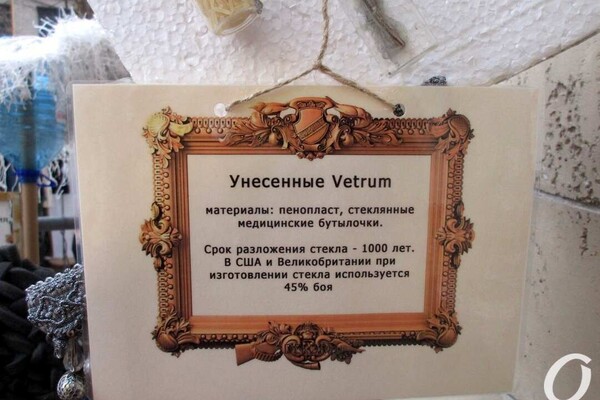 Унесенные Vetrum
материалы: пенопласт, стеклянные
медицинские бутылочки.
Срок разложения стекла - 1000 лет.
В США и Великобритании при
изготовлении стекла используется
45% боя